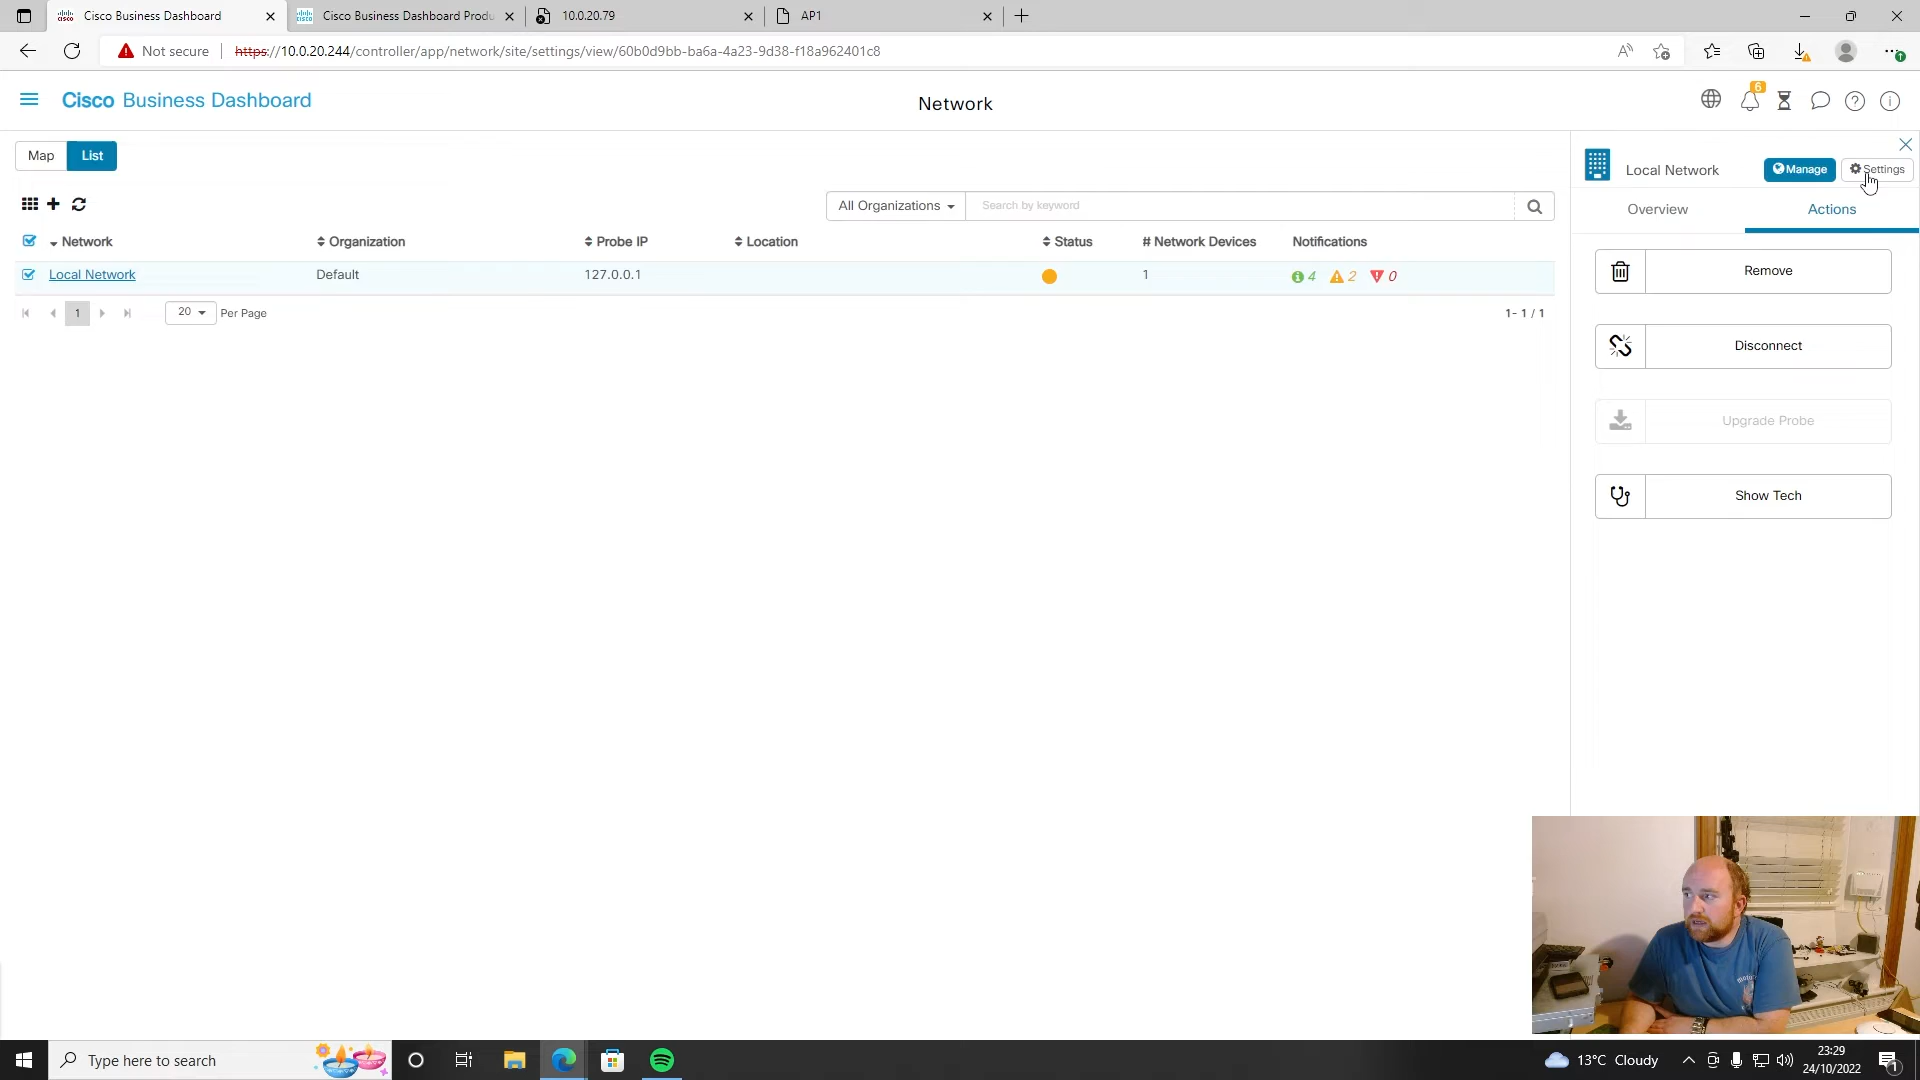 Cisco Business Dashboard
Cisco Business Dashboard Produ
10.0.20.79
AP1
Not secure
https://10.0.20.244/controller/app/network/site/settings/view/60b0d9bb-ba6a-4a23-9d38-f18a962401c8
Cisco Business Dashboard
Network
6
Map
List
Local Network
Manage
Settings
Overview
Actions
All Organizations
Search by keyword
Network
Organization
Probe IP
Location
Status
# Network Devices
Notifications
Local Network
Default
127.0.0.1
1
4
2
0
1
20
Per Page
1- 1 / 1
Remove
Disconnect
Upgrade Probe
Show Tech
Type here to search
13°C Cloudy
23:29
24/10/2022
1